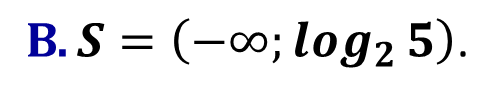 B. S = (−∞; log₂ 5).